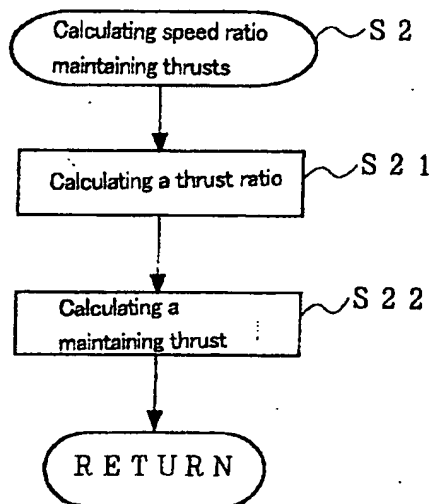 Calculating speed ratio
maintaining thrusts
S 2
Calculating a thrust ratio
S 2 1
Calculating a
maintaining thrust
S 2 2
R E T U R N